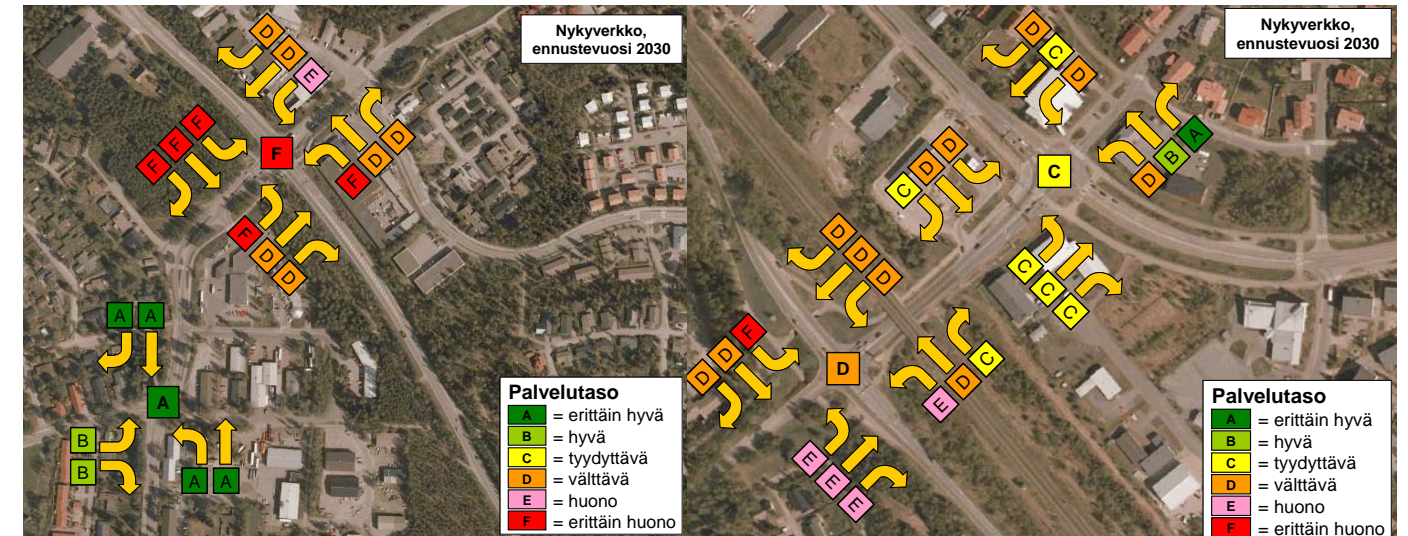 Nykyverkko,
ennustevuosi 2030
D
D
E
F
F
F
F
F
D
D
F
D
D
A
A
A
B
B
A
A
Palvelutaso
A = erittäin hyvä
B = hyvä
C = tyydyttävä
D = välttävä
E = huono
F = erittäin huono
Nykyverkko,
ennustevuosi 2030
D
C
D
C
D
D
C
D
B
A
C
C
C
D
D
D
D
D
F
D
E
D
C
E
E
E
Palvelutaso
A = erittäin hyvä
B = hyvä
C = tyydyttävä
D = välttävä
E = huono
F = erittäin huono